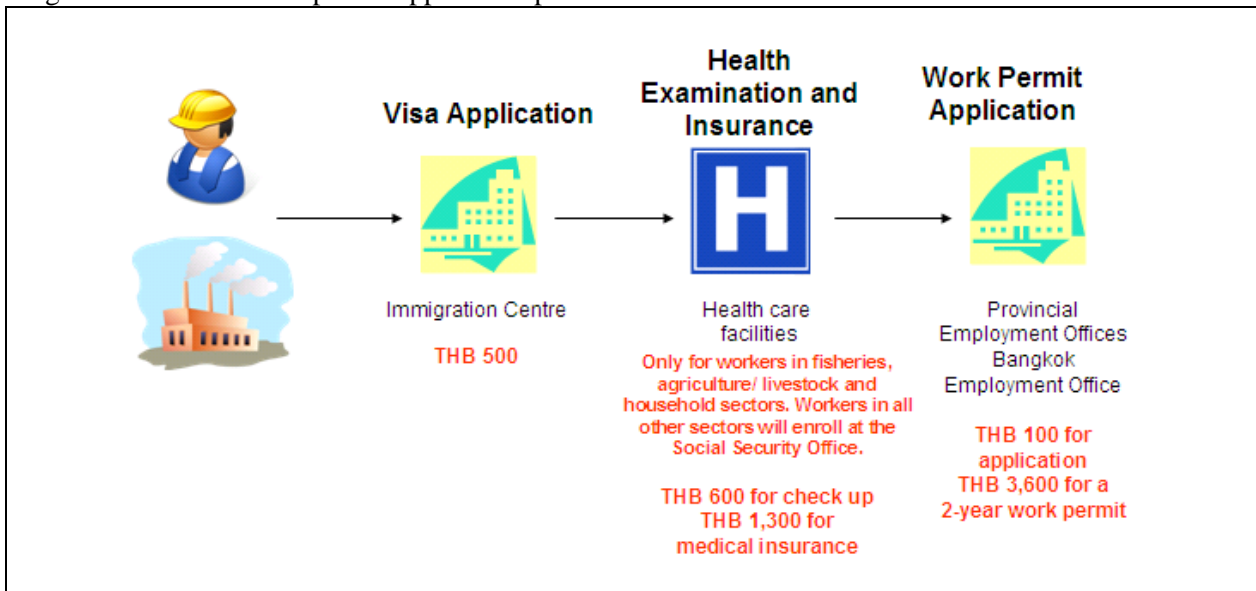 Visa Application
Immigration Centre
THB 500
Health
Examination and
Insurance
H
Health care
facilities
Only for workers in fisheries,
agriculture/ livestock and
household sectors. Workers in all
other sectors will enroll at the
Social Security Office.
THB 600 for check up
THB 1,300 for
medical insurance
Work Permit
Application
Provincial
Employment Offices
Bangkok
Employment Office
THB 100 for
application
THB 3,600 for a
2-year work permit